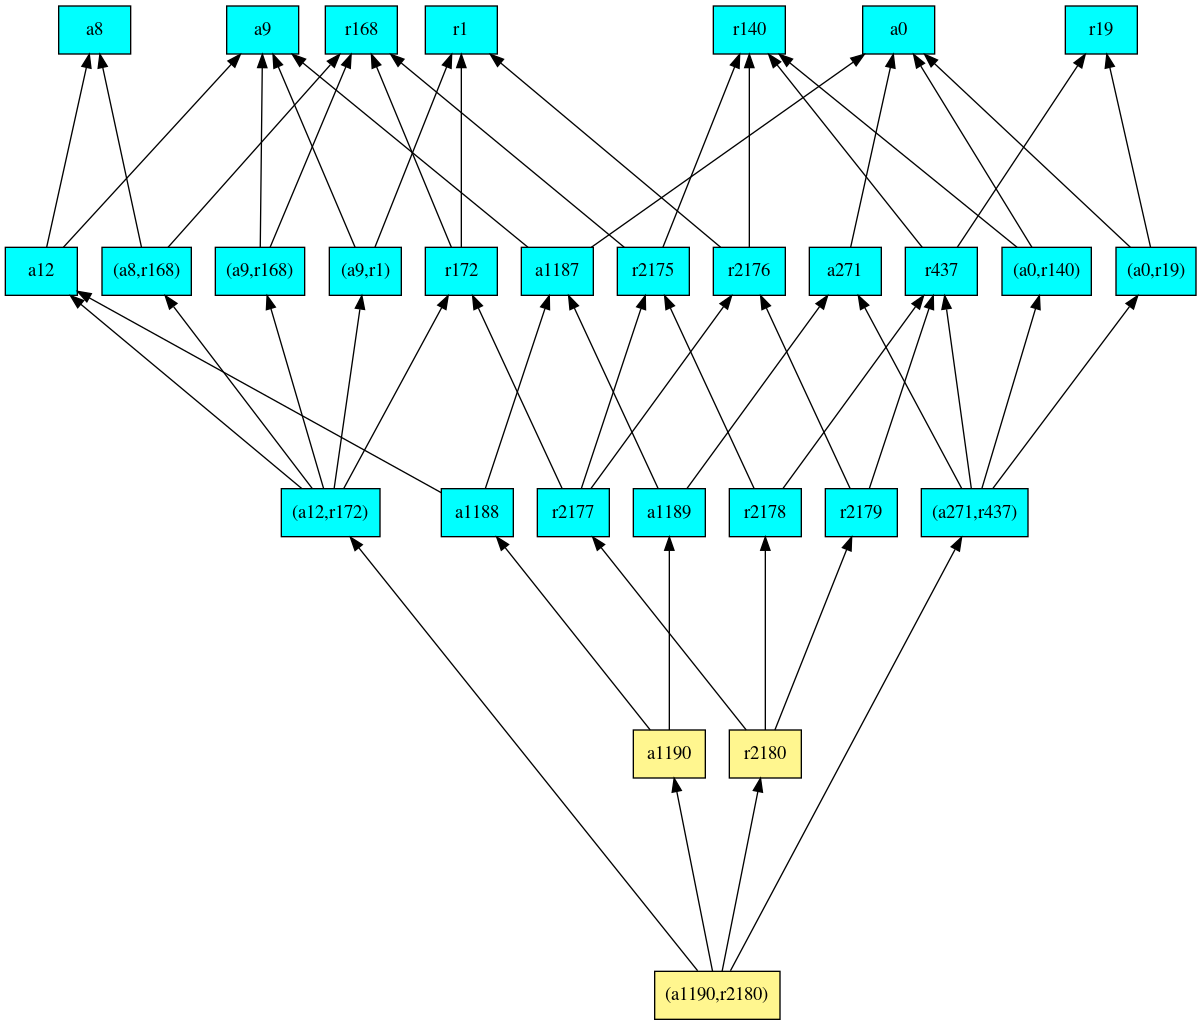 a8
a9
r168
r1
r140
a0
r19
a12
(a8,r168)
(a9,r168)
(a9,r1)
r172
a1187
r2175
r2176
a271
r437
(a0,r140)
(a0,r19)
(a12,r172)
a1188
r2177
a1189
r2178
r2179
(a271,r437)
a1190
r2180
(a1190,r2180)